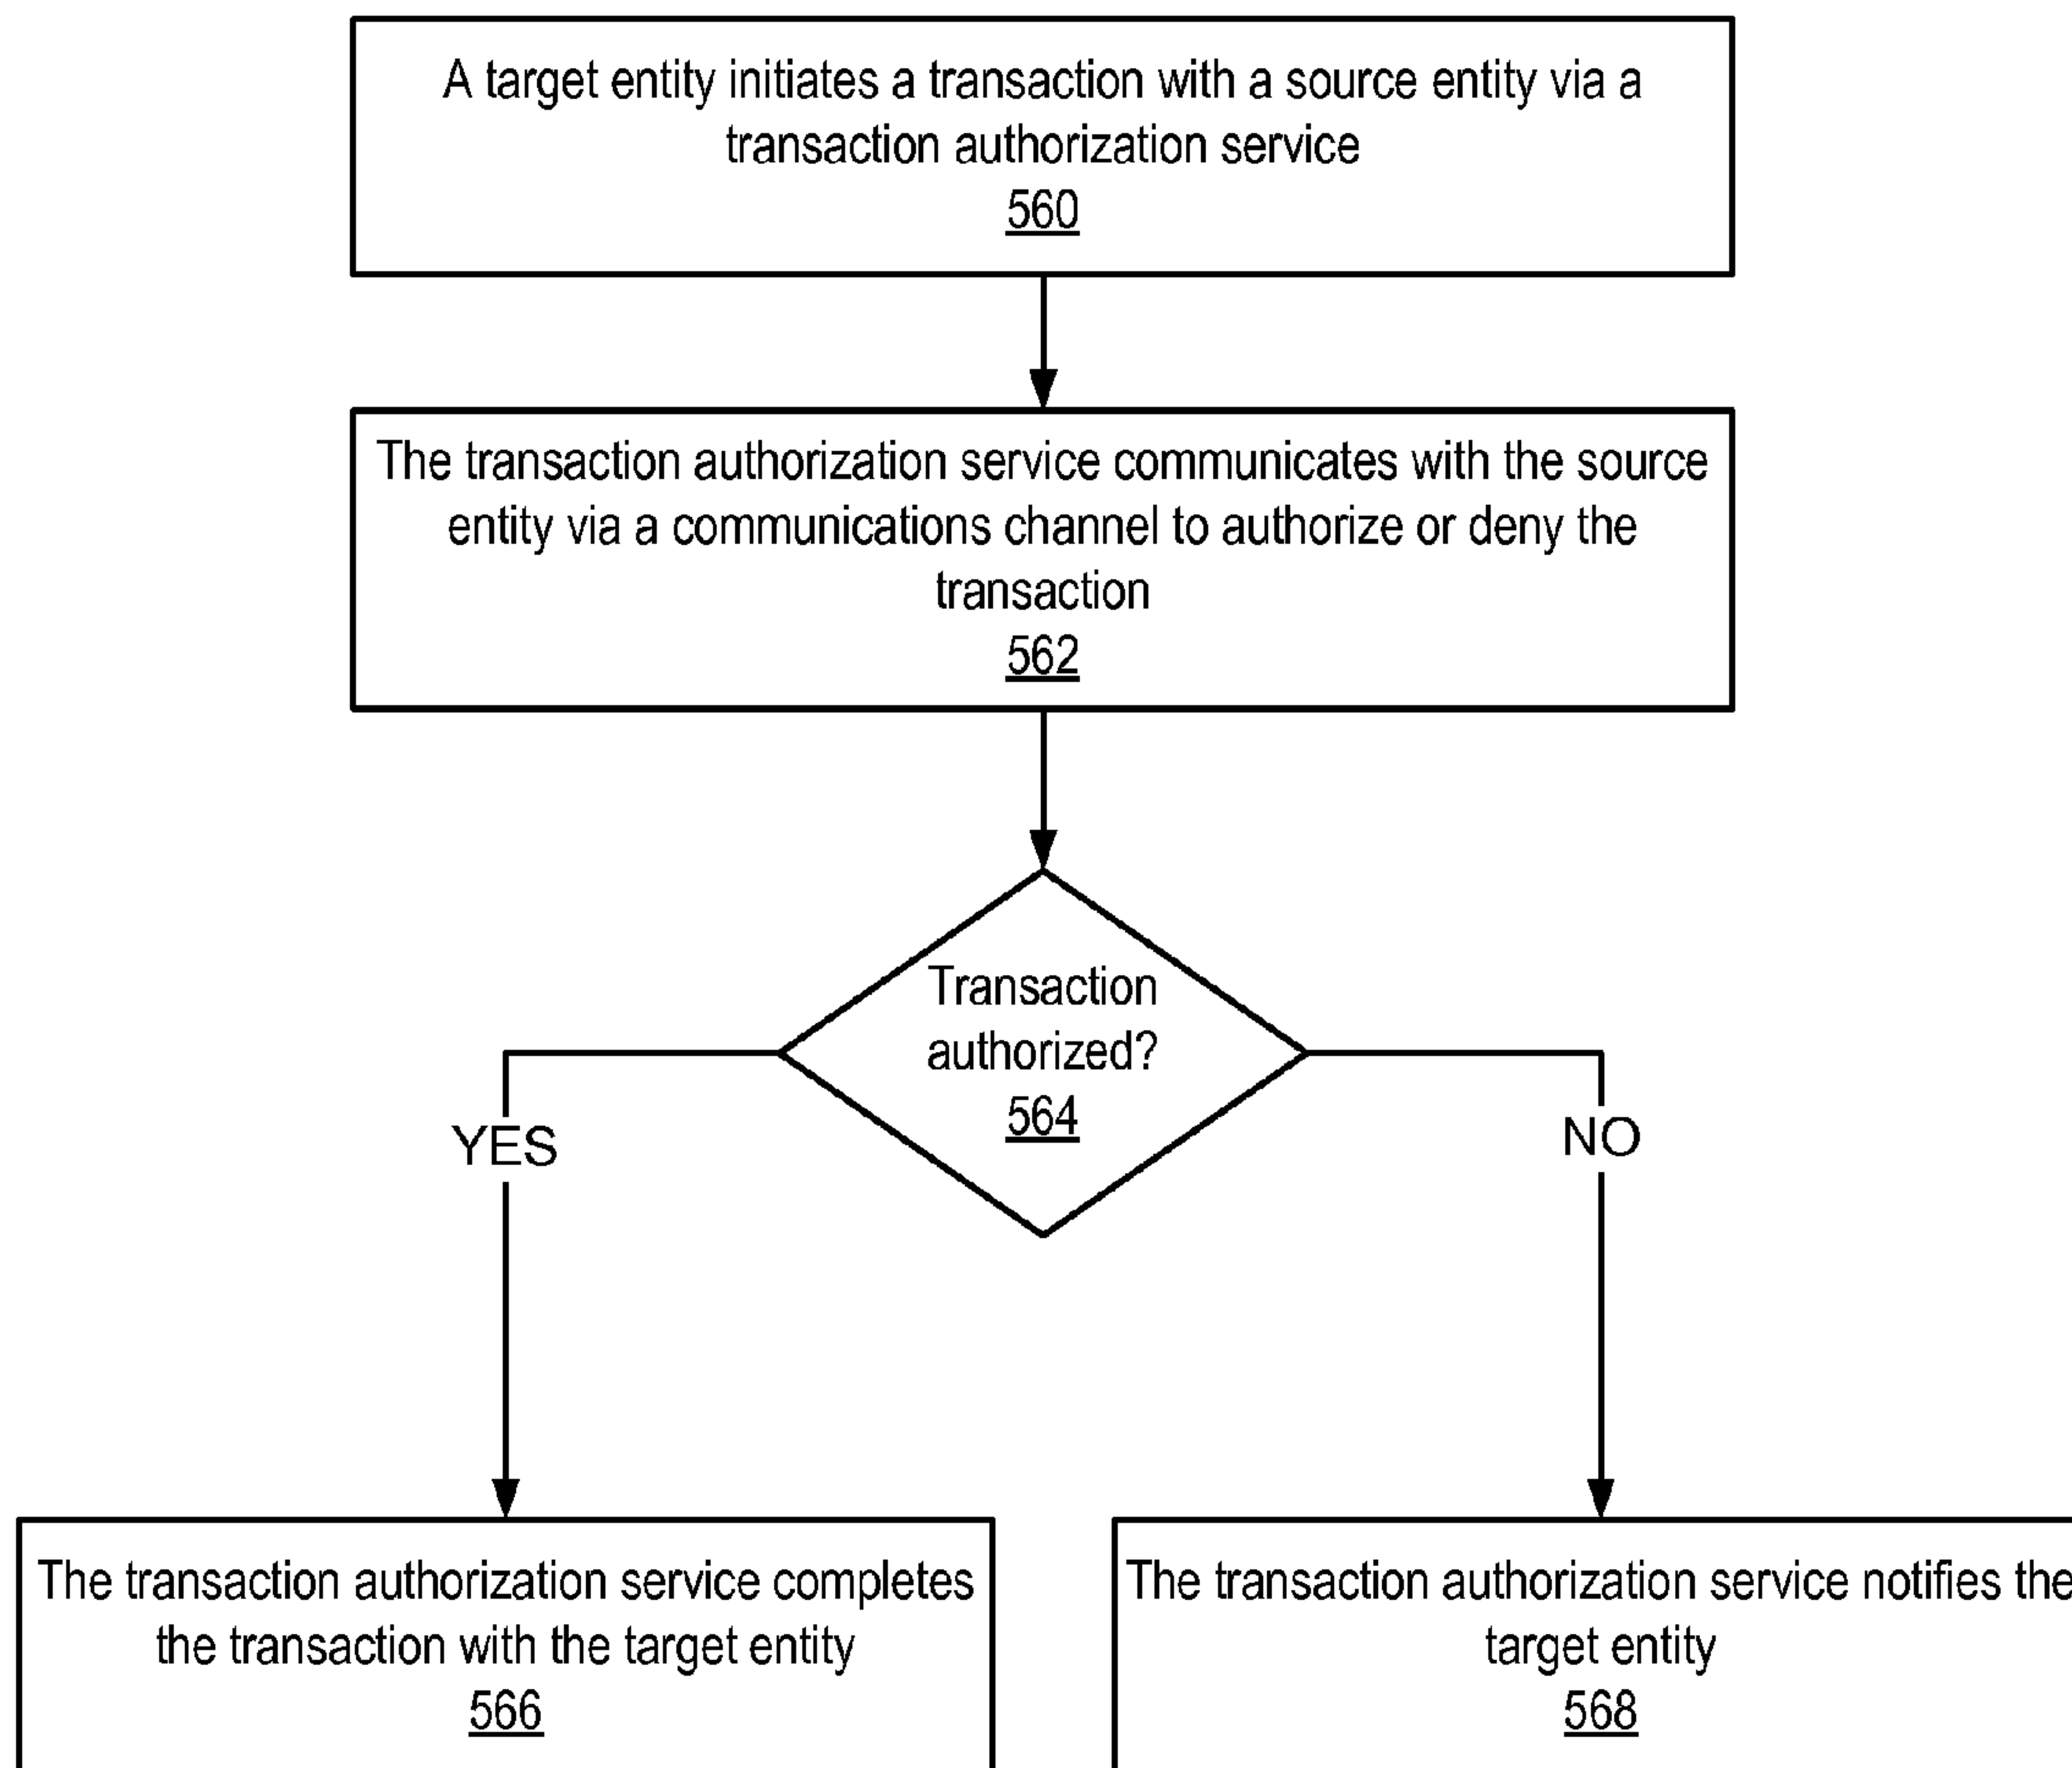 A target entity initiates a transaction with a source entity via a
transaction authorization service
560
The transaction authorization service communicates with the source
entity via a communications channel to authorize or deny the
transaction
562
Transaction
authorized?
564
YES
NO
The transaction authorization service completes
the transaction with the target entity
566
The transaction authorization service notifies the
target entity
568